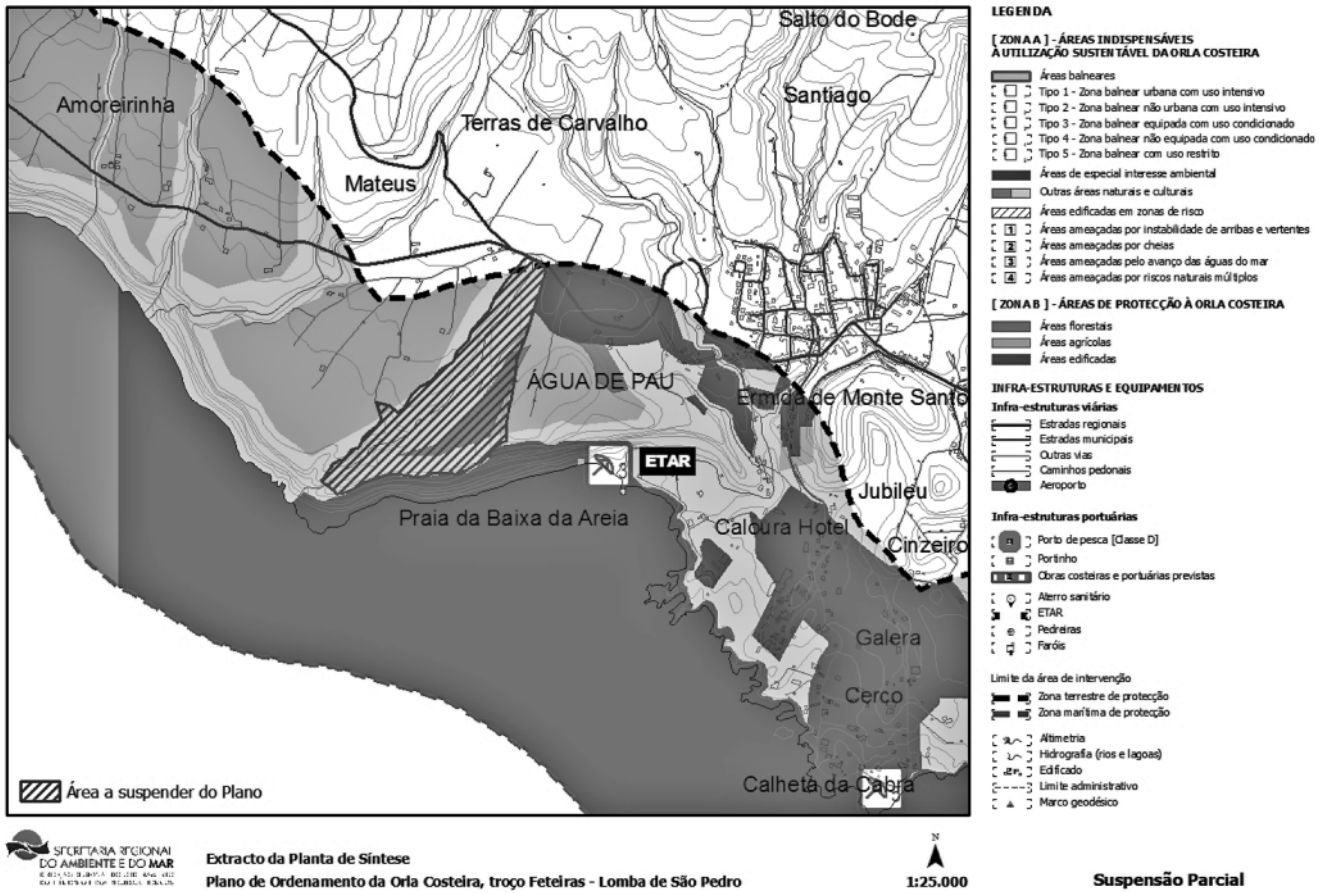 Salto do Bode
Amoreirinha
Santiago
Terras de Carvalho
Mateus
ÁGUA DE PAU
Ermida de Monte Santo
ETAR
Jubileu
Praia da Baixa da Areia
Caloura Hotel
Cinzeiro
Galera
Cerco
Calheta da Cabra
Área a suspender do Plano
LEGENDA
[ ZONA A ] - ÁREAS INDISPENSÁVEIS
À UTILIZAÇÃO SUSTENTÁVEL DA ORLA COSTEIRA
Áreas balneares
Tipo 1 - Zona balnear urbana com uso intensivo
Tipo 2 - Zona balnear não urbana com uso intensivo
Tipo 3 - Zona balnear equipada com uso condicionado
Tipo 4 - Zona balnear não equipada com uso condicionado
Tipo 5 - Zona balnear com uso restrito
Áreas de especial interesse ambiental
Outras áreas naturais e culturais
Áreas edificadas em zonas de risco
1 Áreas ameaçadas por instabilidade de arribas e vertentes
2 Áreas ameaçadas por cheias
3 Áreas ameaçadas pelo avanço das águas do mar
4 Áreas ameaçadas por riscos naturais múltiplos
[ ZONA B ] - ÁREAS DE PROTECÇÃO À ORLA COSTEIRA
Áreas florestais
Áreas agrícolas
Áreas edificadas
INFRA-ESTRUTURAS E EQUIPAMENTOS
Infra-estruturas viárias
Estradas regionais
Estradas municipais
Outras vias
Caminhos pedonais
Aeroporto
Infra-estruturas portuárias
Porto de pesca [Classe D]
Portinho
Obras costeiras e portuárias previstas
Aterro sanitário
ETAR
Pedreiras
Faróis
Limite da área de intervenção
Zona terrestre de protecção
Zona marítima de protecção
Altimetria
Hidrografia (rios e lagoas)
Edificado
Limite administrativo
Marco geodésico
SECRETARIA REGIONAL
DO AMBIENTE E DO MAR
Extracto da Planta de Síntese
Plano de Ordenamento da Orla Costeira, troço Feteiras - Lomba de São Pedro
N
1:25.000
Suspensão Parcial